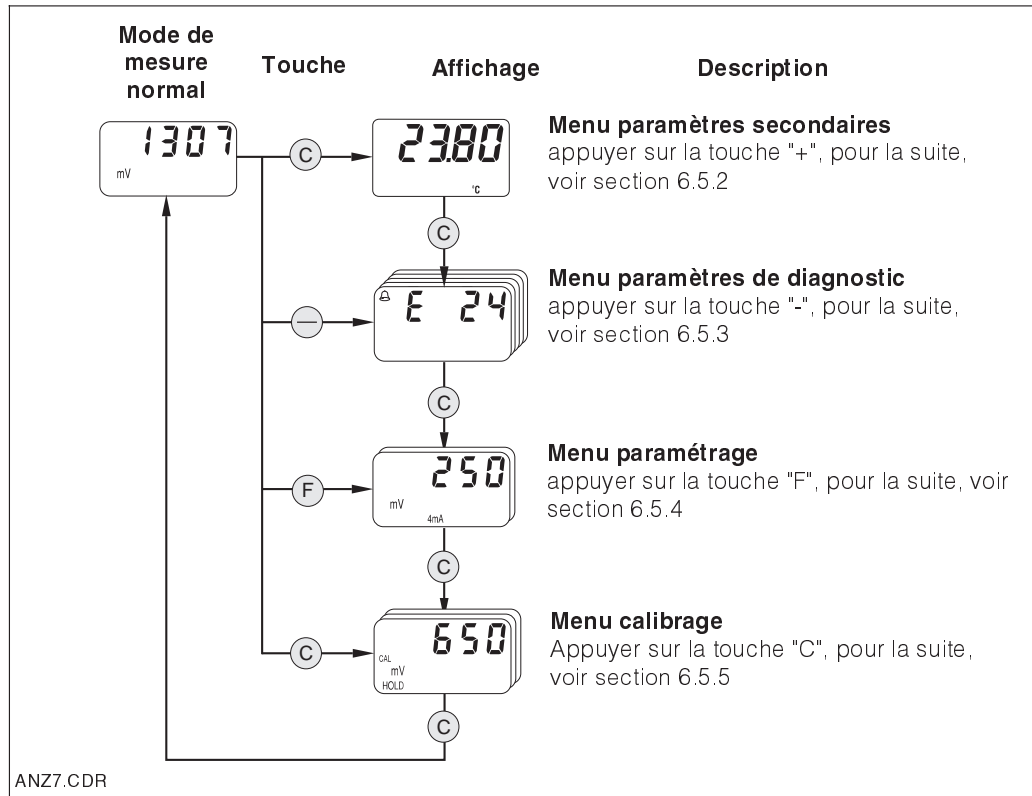 Mode de
mesure
normal
Touche
Affichage
Description
1307
mV
C
23.80
°C
Menu paramètres secondaires
appuyer sur la touche "+", pour la suite,
voir section 6.5.2
C
—
E 24
Menu paramètres de diagnostic
appuyer sur la touche "-", pour la suite,
voir section 6.5.3
C
F
250
mV
4mA
Menu paramétrage
appuyer sur la touche "F", pour la suite, voir
section 6.5.4
C
C
650
CAL
mV
HOLD
Menu calibrage
Appuyer sur la touche "C", pour la suite,
voir section 6.5.5
C
ANZ7.CDR